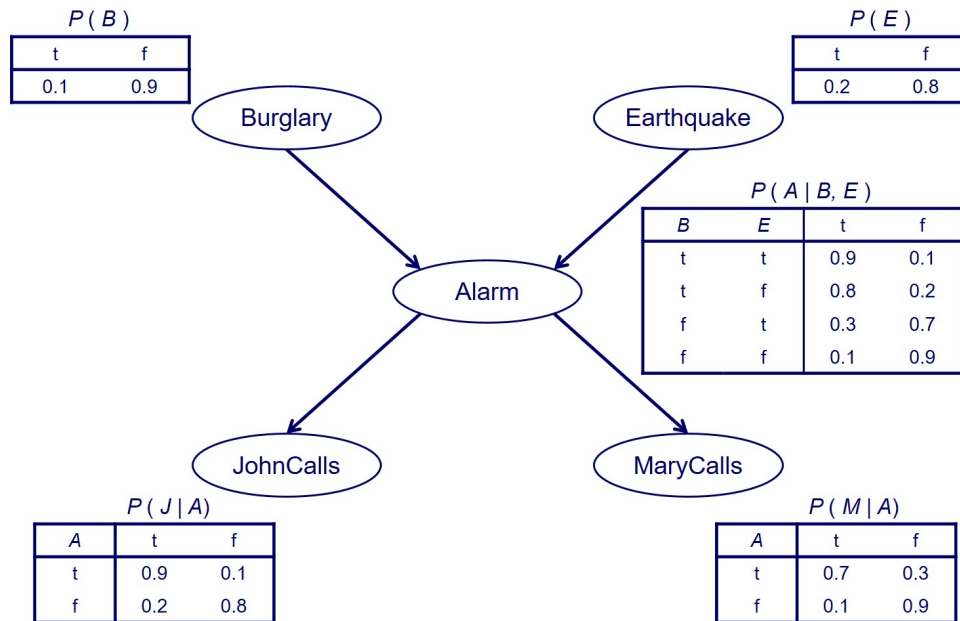 P ( B )
t f
0.1 0.9
P ( E )
t f
0.2 0.8
Burglary
Earthquake
P ( A | B, E )
B E t f
t t 0.9 0.1
t f 0.8 0.2
f t 0.3 0.7
f f 0.1 0.9
Alarm
JohnCalls
MaryCalls
P ( J | A)
A t f
t 0.9 0.1
f 0.2 0.8
P ( M | A)
A t f
t 0.7 0.3
f 0.1 0.9